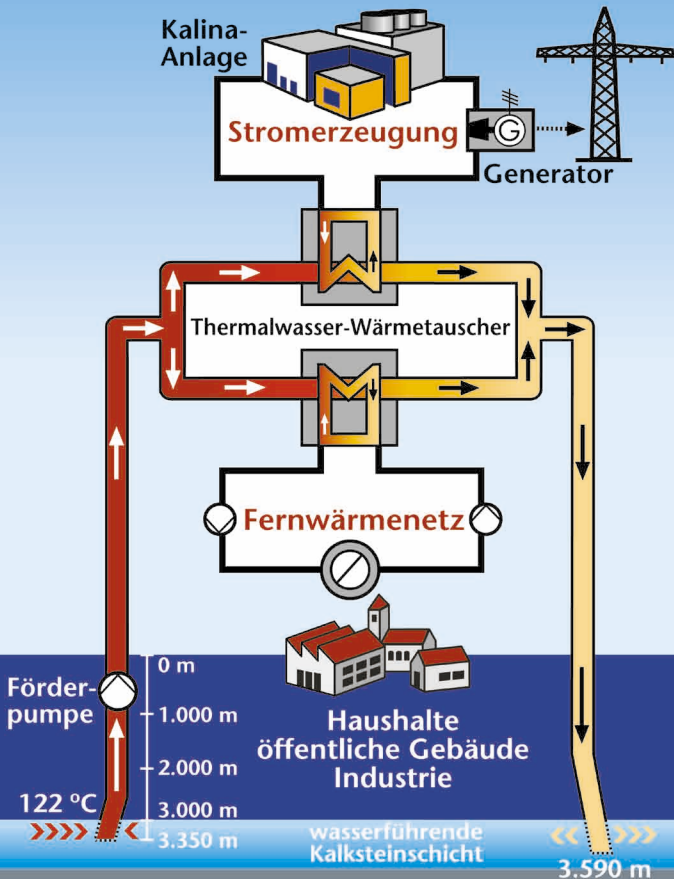 Kalina-
Anlage
Stromerzeugung
G
Generator
Thermalwasser-Wärmetauscher
Fernwärmenetz
0 m
Förder-
pumpe
1.000 m
2.000 m
3.000 m
3.350 m
122 °C
Haushalte
öffentliche Gebäude
Industrie
wasserführende
Kalksteinschicht
3.590 m